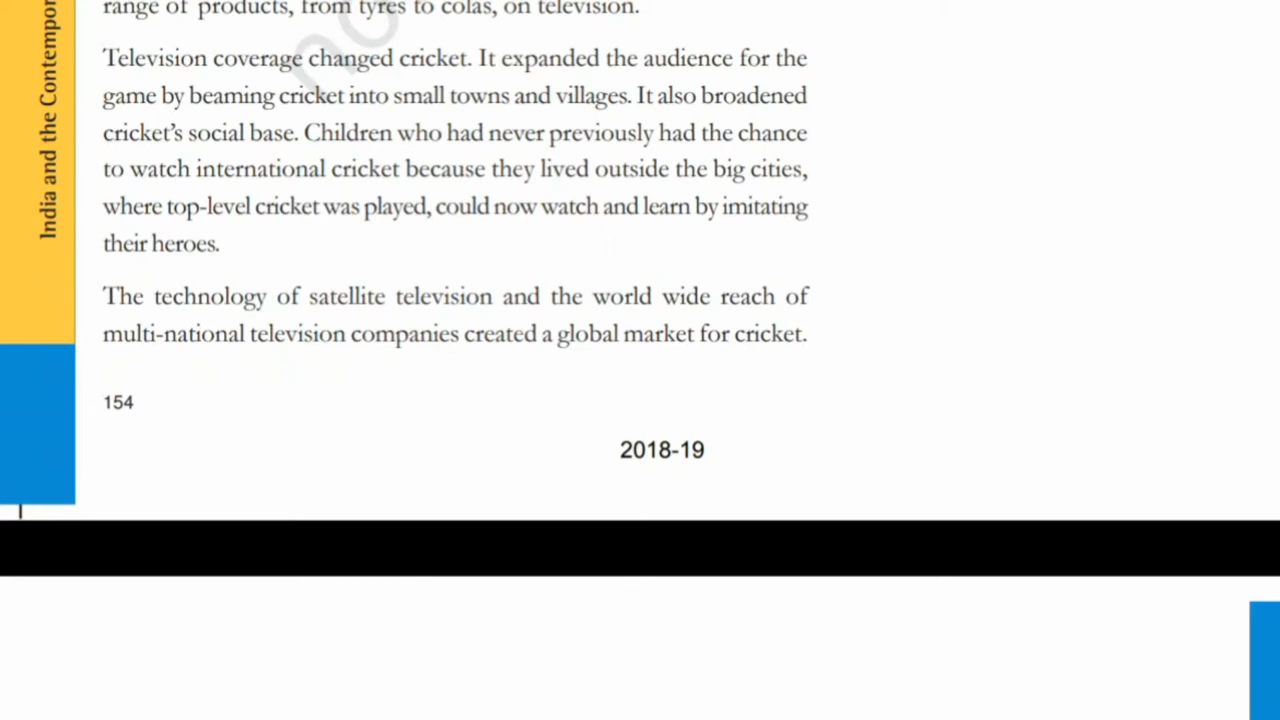 range of products, from tyres to colas, on television.
Television coverage changed cricket. It expanded the audience for the
game by beaming cricket into small towns and villages. It also broadened
cricket's social base. Children who had never previously had the chance
to watch international cricket because they lived outside the big cities,
where top-level cricket was played, could now watch and learn by imitating
their heroes.
The technology of satellite television and the world wide reach of
multi-national television companies created a global market for cricket.
154
2018-19
India and the Contempor
no